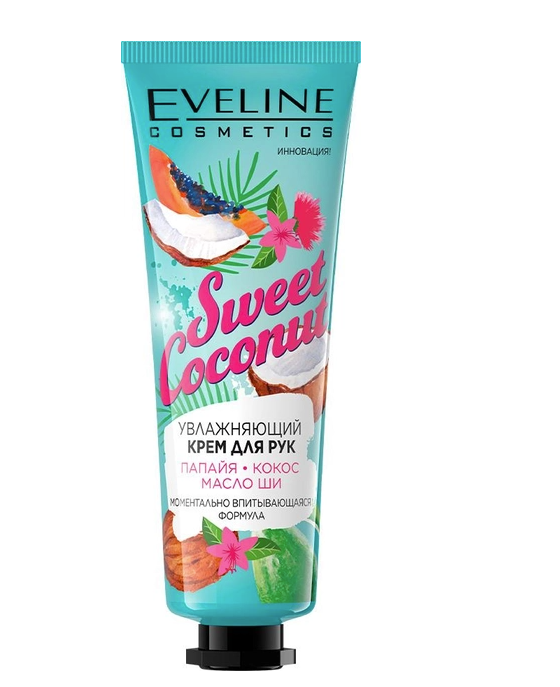 EVELINE
COSMETICS
ИННОВАЦИЯ!
Sweet
Coconut
УВЛАЖНЯЮЩИЙ
КРЕМ ДЛЯ РУК
ПАПАЙЯ • КОКОС
МАСЛО ШИ
МОМЕНТАЛЬНО ВПИТЫВАЮЩАЯСЯ
ФОРМУЛА